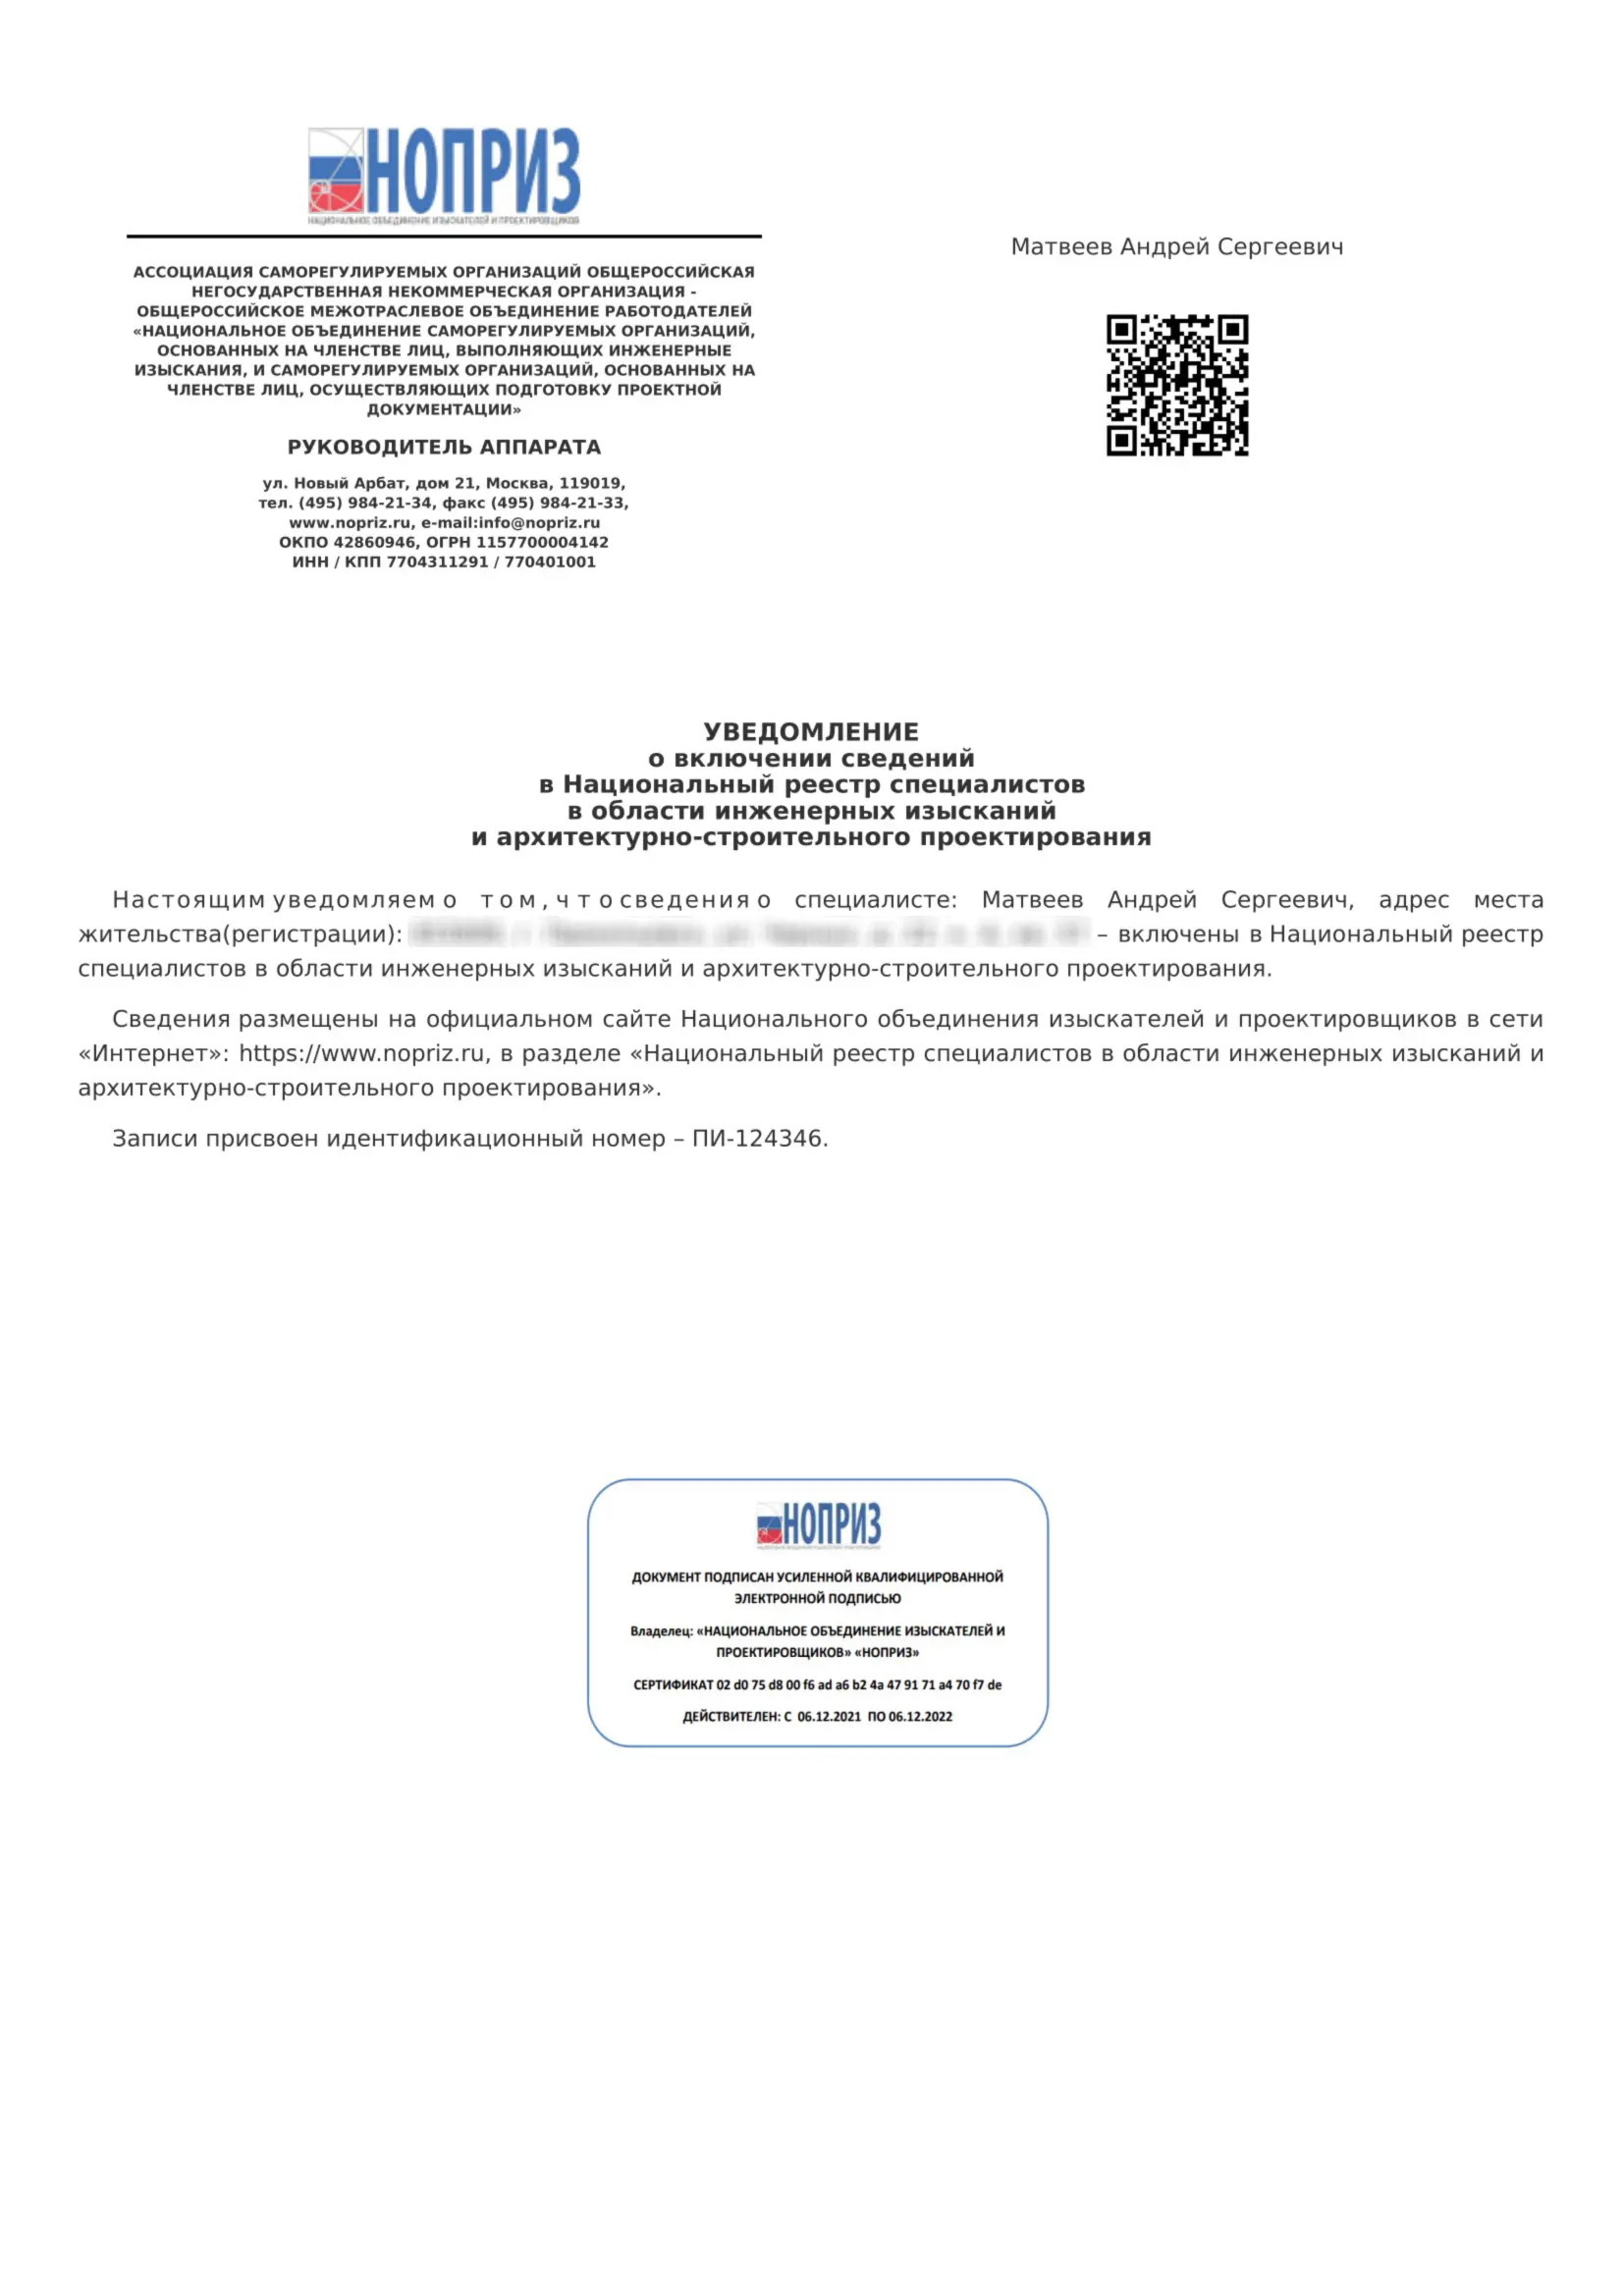 НОПРИЗ
НАЦИОНАЛЬНОЕ ОБЪЕДИНЕНИЕ ИЗЫСКАТЕЛЕЙ И ПРОЕКТИРОВЩИКОВ
АССОЦИАЦИЯ САМОРЕГУЛИРУЕМЫХ ОРГАНИЗАЦИЙ ОБЩЕРОССИЙСКАЯ
НЕГОСУДАРСТВЕННАЯ НЕКОММЕРЧЕСКАЯ ОРГАНИЗАЦИЯ -
ОБЩЕРОССИЙСКОЕ МЕЖОТРАСЛЕВОЕ ОБЪЕДИНЕНИЕ РАБОТОДАТЕЛЕЙ
«НАЦИОНАЛЬНОЕ ОБЪЕДИНЕНИЕ САМОРЕГУЛИРУЕМЫХ ОРГАНИЗАЦИЙ,
ОСНОВАННЫХ НА ЧЛЕНСТВЕ ЛИЦ, ВЫПОЛНЯЮЩИХ ИНЖЕНЕРНЫЕ
ИЗЫСКАНИЯ, И САМОРЕГУЛИРУЕМЫХ ОРГАНИЗАЦИЙ, ОСНОВАННЫХ НА
ЧЛЕНСТВЕ ЛИЦ, ОСУЩЕСТВЛЯЮЩИХ ПОДГОТОВКУ ПРОЕКТНОЙ
ДОКУМЕНТАЦИИ»
РУКОВОДИТЕЛЬ АППАРАТА
ул. Новый Арбат, дом 21, Москва, 119019,
тел. (495) 984-21-34, факс (495) 984-21-33,
www.nopriz.ru, e-mail:info@nopriz.ru
ОКПО 42860946, ОГРН 1157700004142
ИНН / КПП 7704311291 / 770401001
Матвеев Андрей Сергеевич
УВЕДОМЛЕНИЕ
о включении сведений
в Национальный реестр специалистов
в области инженерных изысканий
и архитектурно-строительного проектирования
Настоящим уведомляем о том, что сведения о специалисте: Матвеев Андрей Сергеевич, адрес места
жительства(регистрации): – включены в Национальный реестр
специалистов в области инженерных изысканий и архитектурно-строительного проектирования.
Сведения размещены на официальном сайте Национального объединения изыскателей и проектировщиков в сети
«Интернет»: https://www.nopriz.ru, в разделе «Национальный реестр специалистов в области инженерных изысканий и
архитектурно-строительного проектирования».
Записи присвоен идентификационный номер – ПИ-124346.
НОПРИЗ
ДОКУМЕНТ ПОДПИСАН УСИЛЕННОЙ КВАЛИФИЦИРОВАННОЙ
ЭЛЕКТРОННОЙ ПОДПИСЬЮ
Владелец: «НАЦИОНАЛЬНОЕ ОБЪЕДИНЕНИЕ ИЗЫСКАТЕЛЕЙ И
ПРОЕКТИРОВЩИКОВ» «НОПРИЗ»
СЕРТИФИКАТ 02 d0 75 d8 00 f6 ad a6 b2 4a 47 91 71 a4 70 f7 de
ДЕЙСТВИТЕЛЕН: С 06.12.2021 ПО 06.12.2022